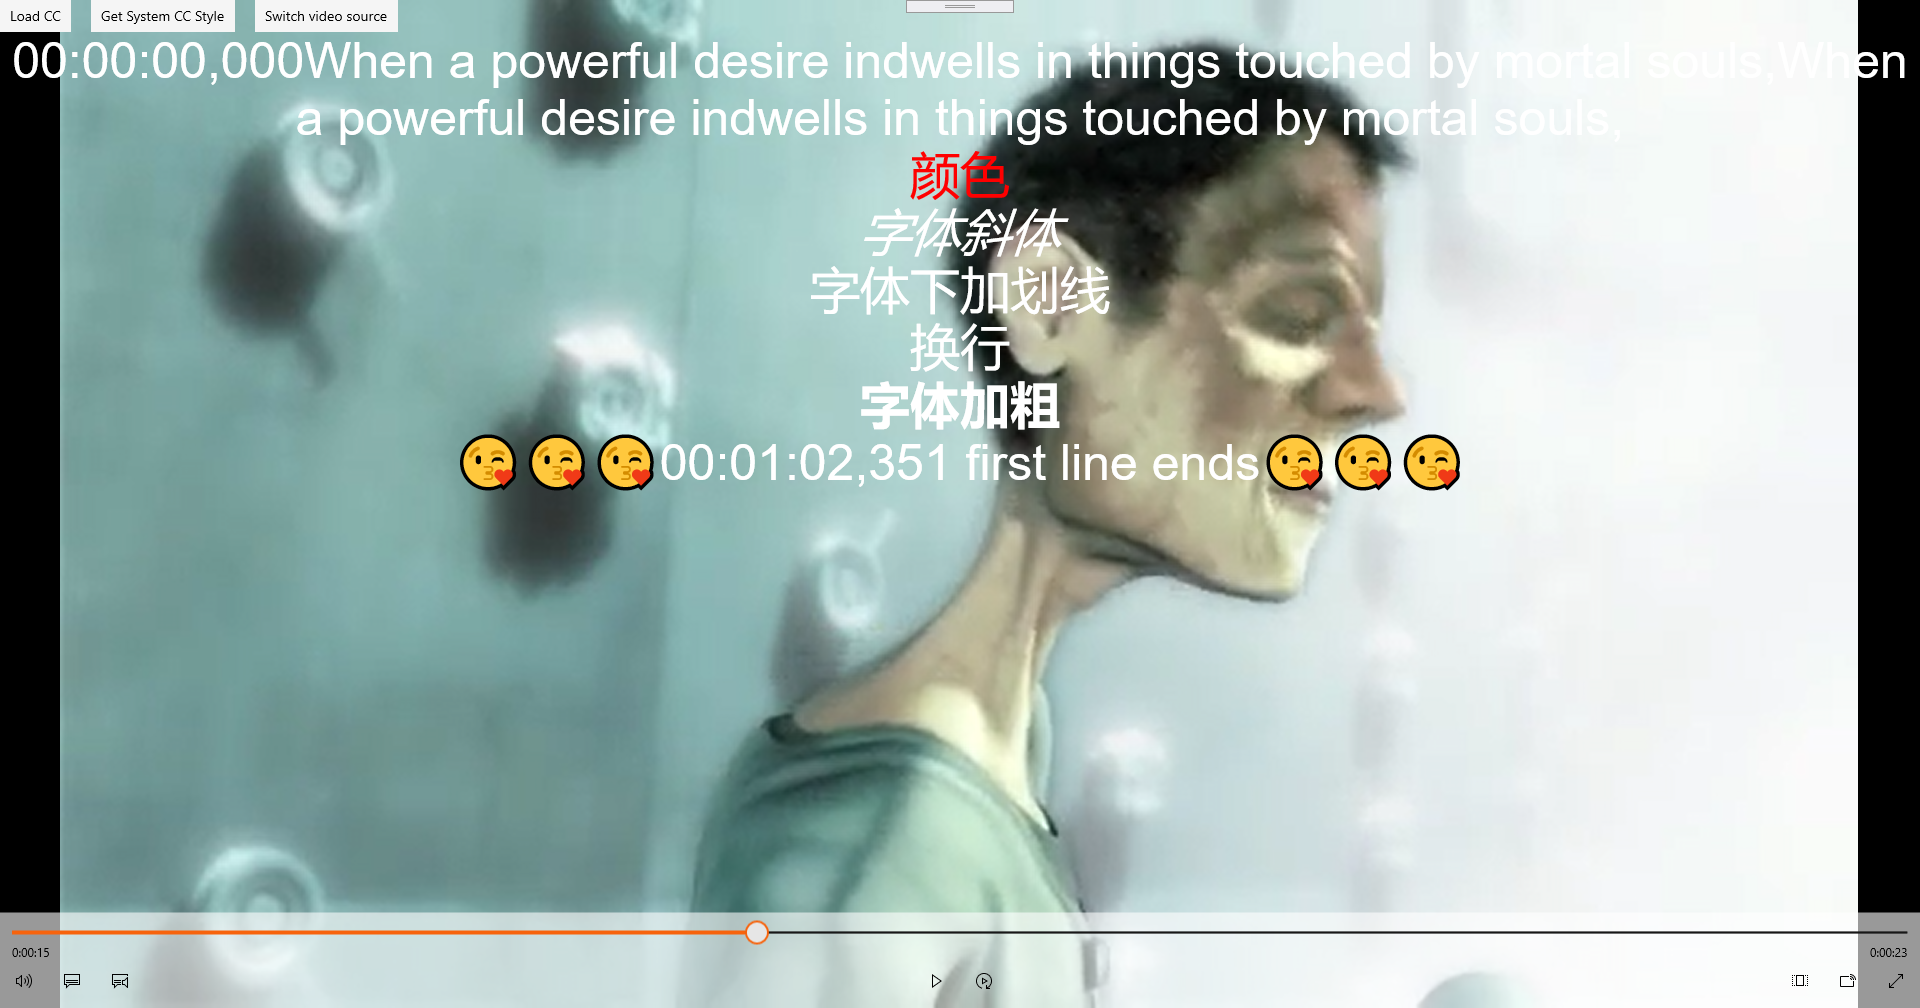 Load CC Get System CC Style Switch video source
00:00:00,000When a powerful desire indwells in things touched by mortal souls,When
a powerful desire indwells in things touched by mortal souls,
颜色
字体斜体
字体下加划线
换行
字体加粗
😘😘😘00:01:02,351 first line ends😘😘😘
0:00:15 0:00:23